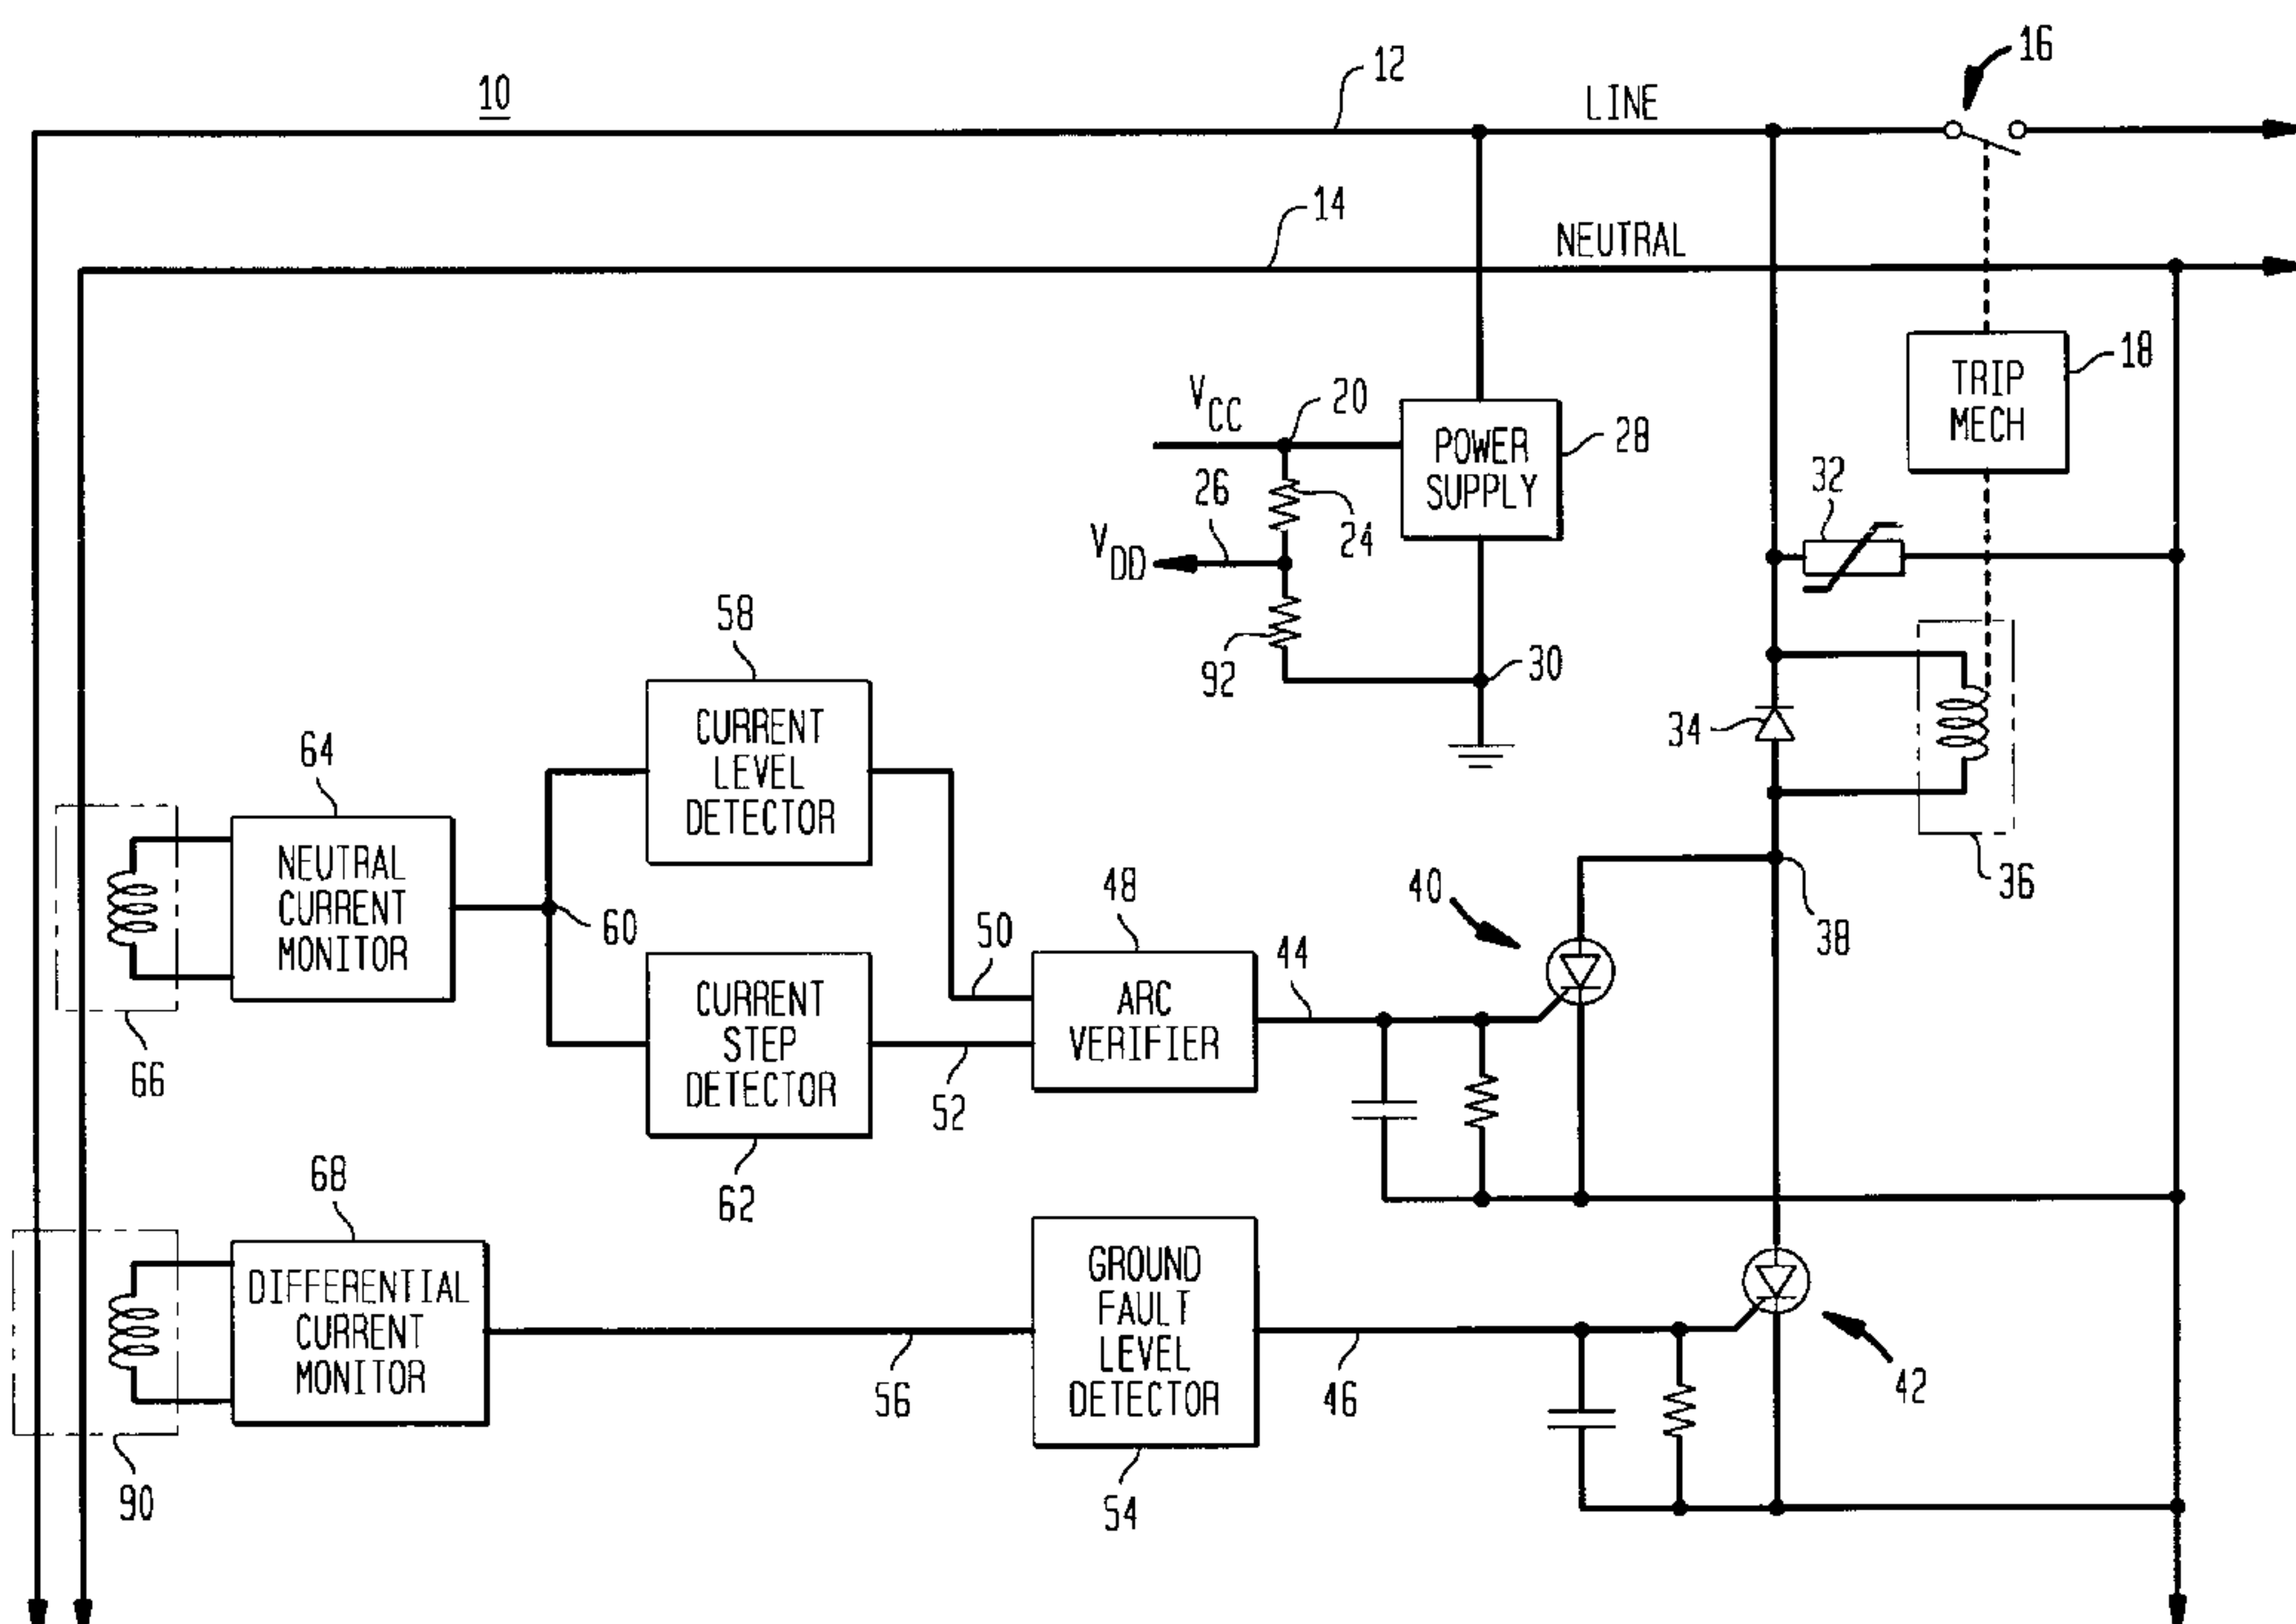 10
12
LINE
16
14
NEUTRAL
18
TRIP
MECH
VCC
20
POWER
SUPPLY
28
26
24
32
VDD
92
30
58
CURRENT
LEVEL
DETECTOR
34
36
64
NEUTRAL
CURRENT
MONITOR
60
66
CURRENT
STEP
DETECTOR
62
50
52
48
ARC
VERIFIER
44
40
38
68
DIFFERENTIAL
CURRENT
MONITOR
90
56
GROUND
FAULT
LEVEL
DETECTOR
54
46
42